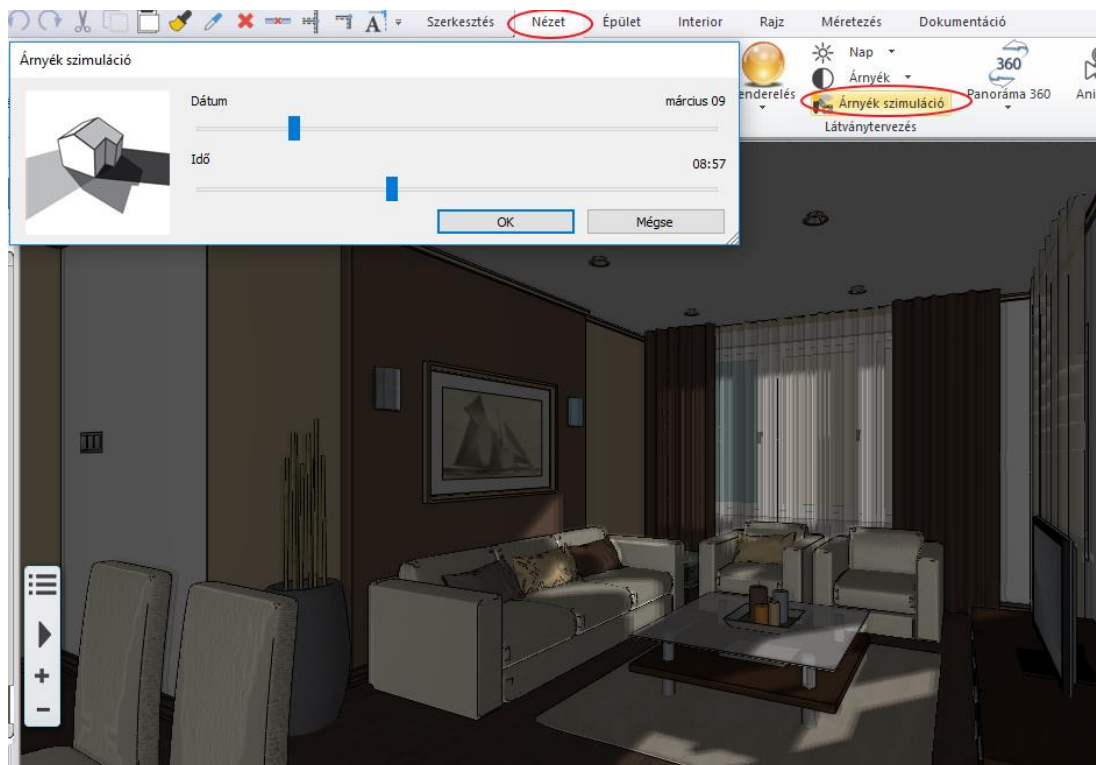 Szerkesztés Nézet Épület Interior Rajz Méretezés Dokumentáció
Árnyék szimuláció
Dátum március 09
Idő 08:57
OK Mégse
Nap
Árnyék
Árnyék szimuláció
360
Panoráma 360
Látványtervezés
A